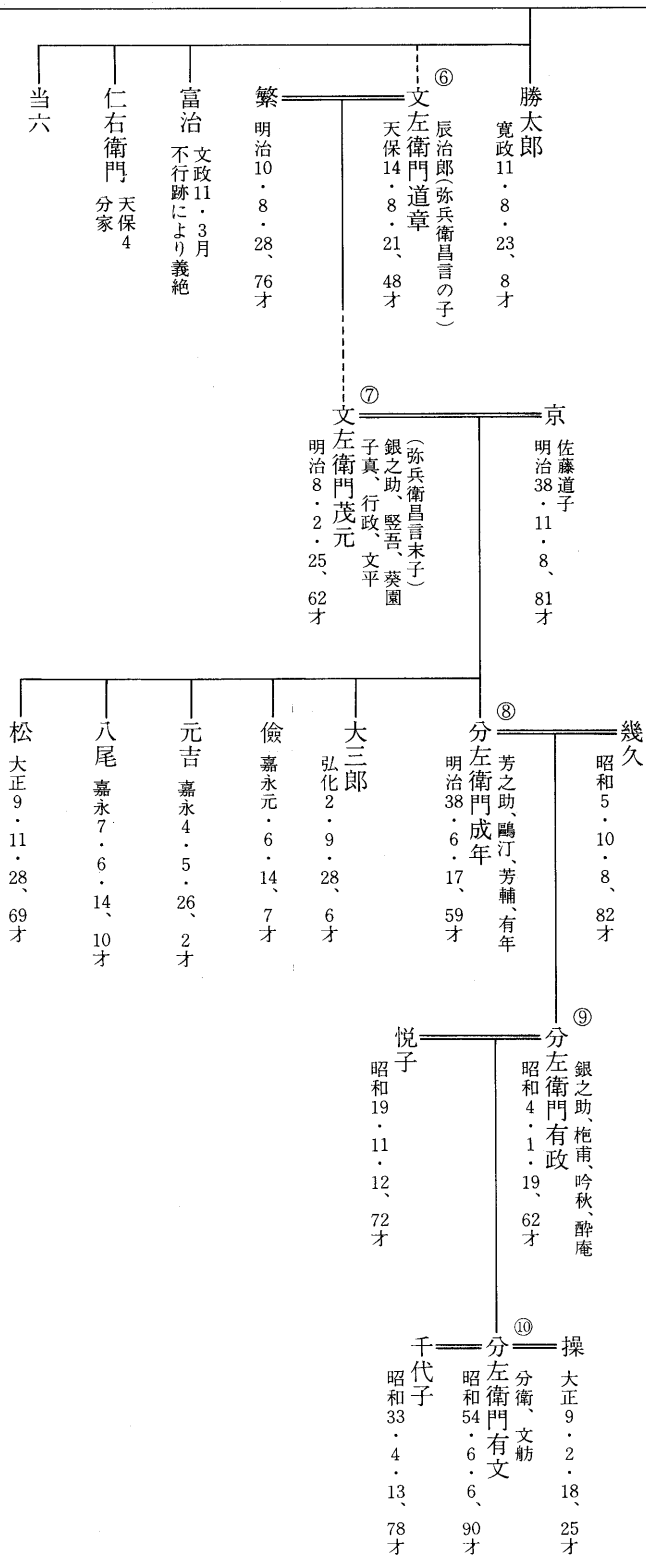 勝太郎
寛政11・8・23、8才
⑥
辰治郎(弥兵衛昌言の子)
文左衛門道章
天保14・8・21、48才
繁
明治10・8・28、76才
富治
文政11・3月
不行跡により義絶
仁右衛門
天保4
分家
当六
京
佐藤道子
明治38・11・8、81才
⑦
(弥兵衛昌言末子)
銀之助、竪吾、葵園
子真、行政、文平
文左衛門茂元
明治8・2・25、62才
幾久
昭和5・10・8、82才
⑧
芳之助、鷗汀、芳輔、有年
分左衛門成年
明治38・6・17、59才
大三郎
弘化2・9・28、6才
儉
嘉永元・6・14、7才
元吉
嘉永4・5・26、2才
八尾
嘉永7・6・14、10才
松
大正9・11・28、69才
⑨
銀之助、梔甫、吟秋、酔庵
分左衛門有政
昭和4・1・19、62才
悦子
昭和19・11・12、72才
操
大正9・2・18、25才
⑩
分衛、文舫
分左衛門有文
昭和54・6・6、90才
千代子
昭和33・4・13、78才